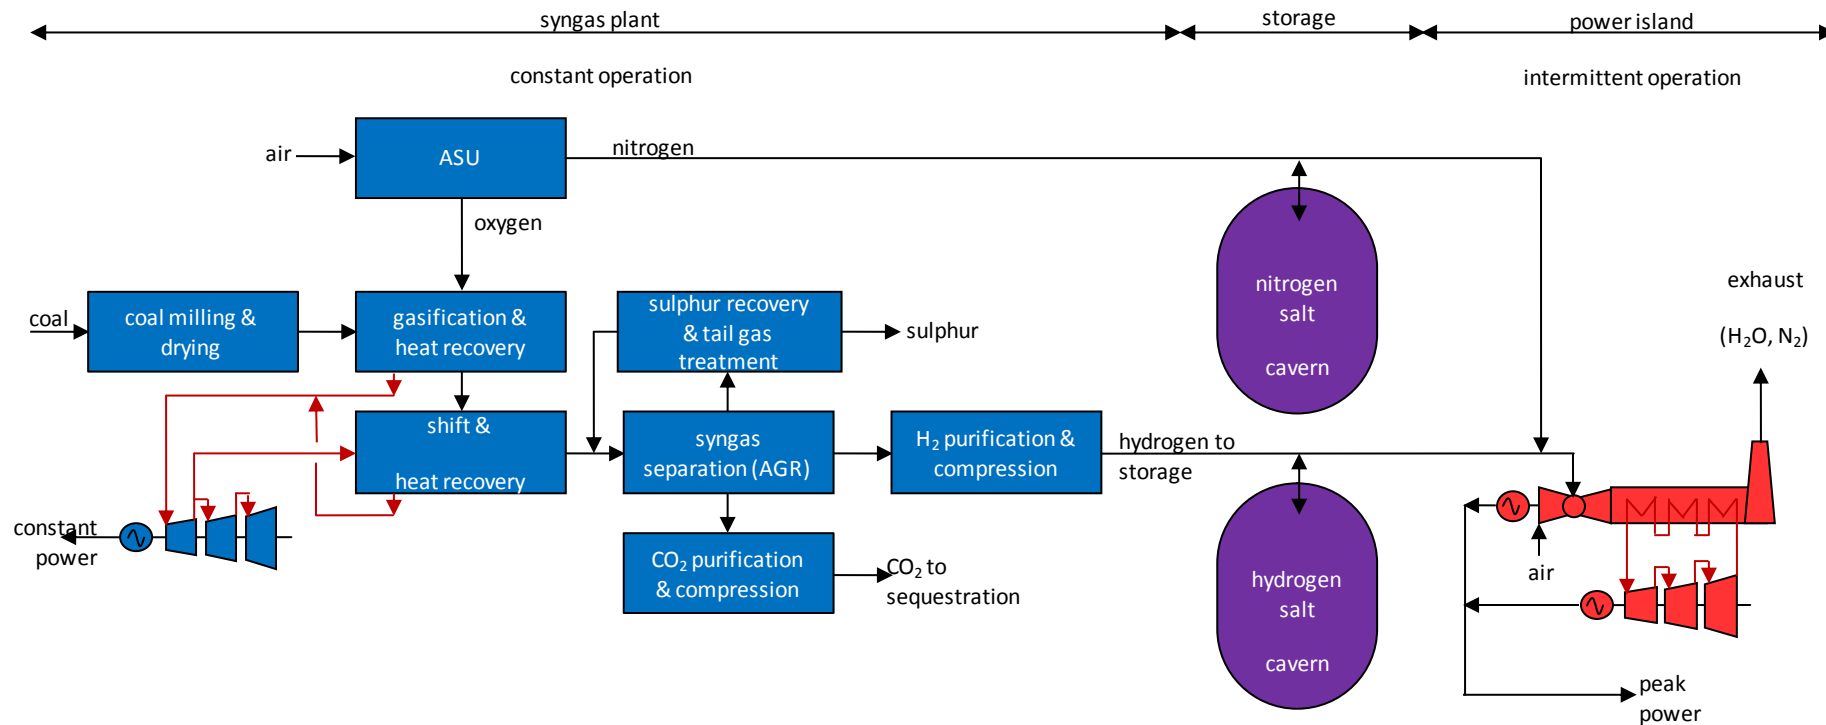 syngas plant
storage
power island
constant operation
intermittent operation
air
ASU
nitrogen
oxygen
coal
coal milling &
drying
gasification &
heat recovery
sulphur recovery
& tail gas
treatment
sulphur
nitrogen
salt
cavern
exhaust
(H₂O, N₂)
shift &
heat recovery
syngas
separation (AGR)
H₂ purification &
compression
hydrogen to
storage
constant
power
CO₂ purification
& compression
CO₂ to
sequestration
hydrogen
salt
cavern
air
peak
power